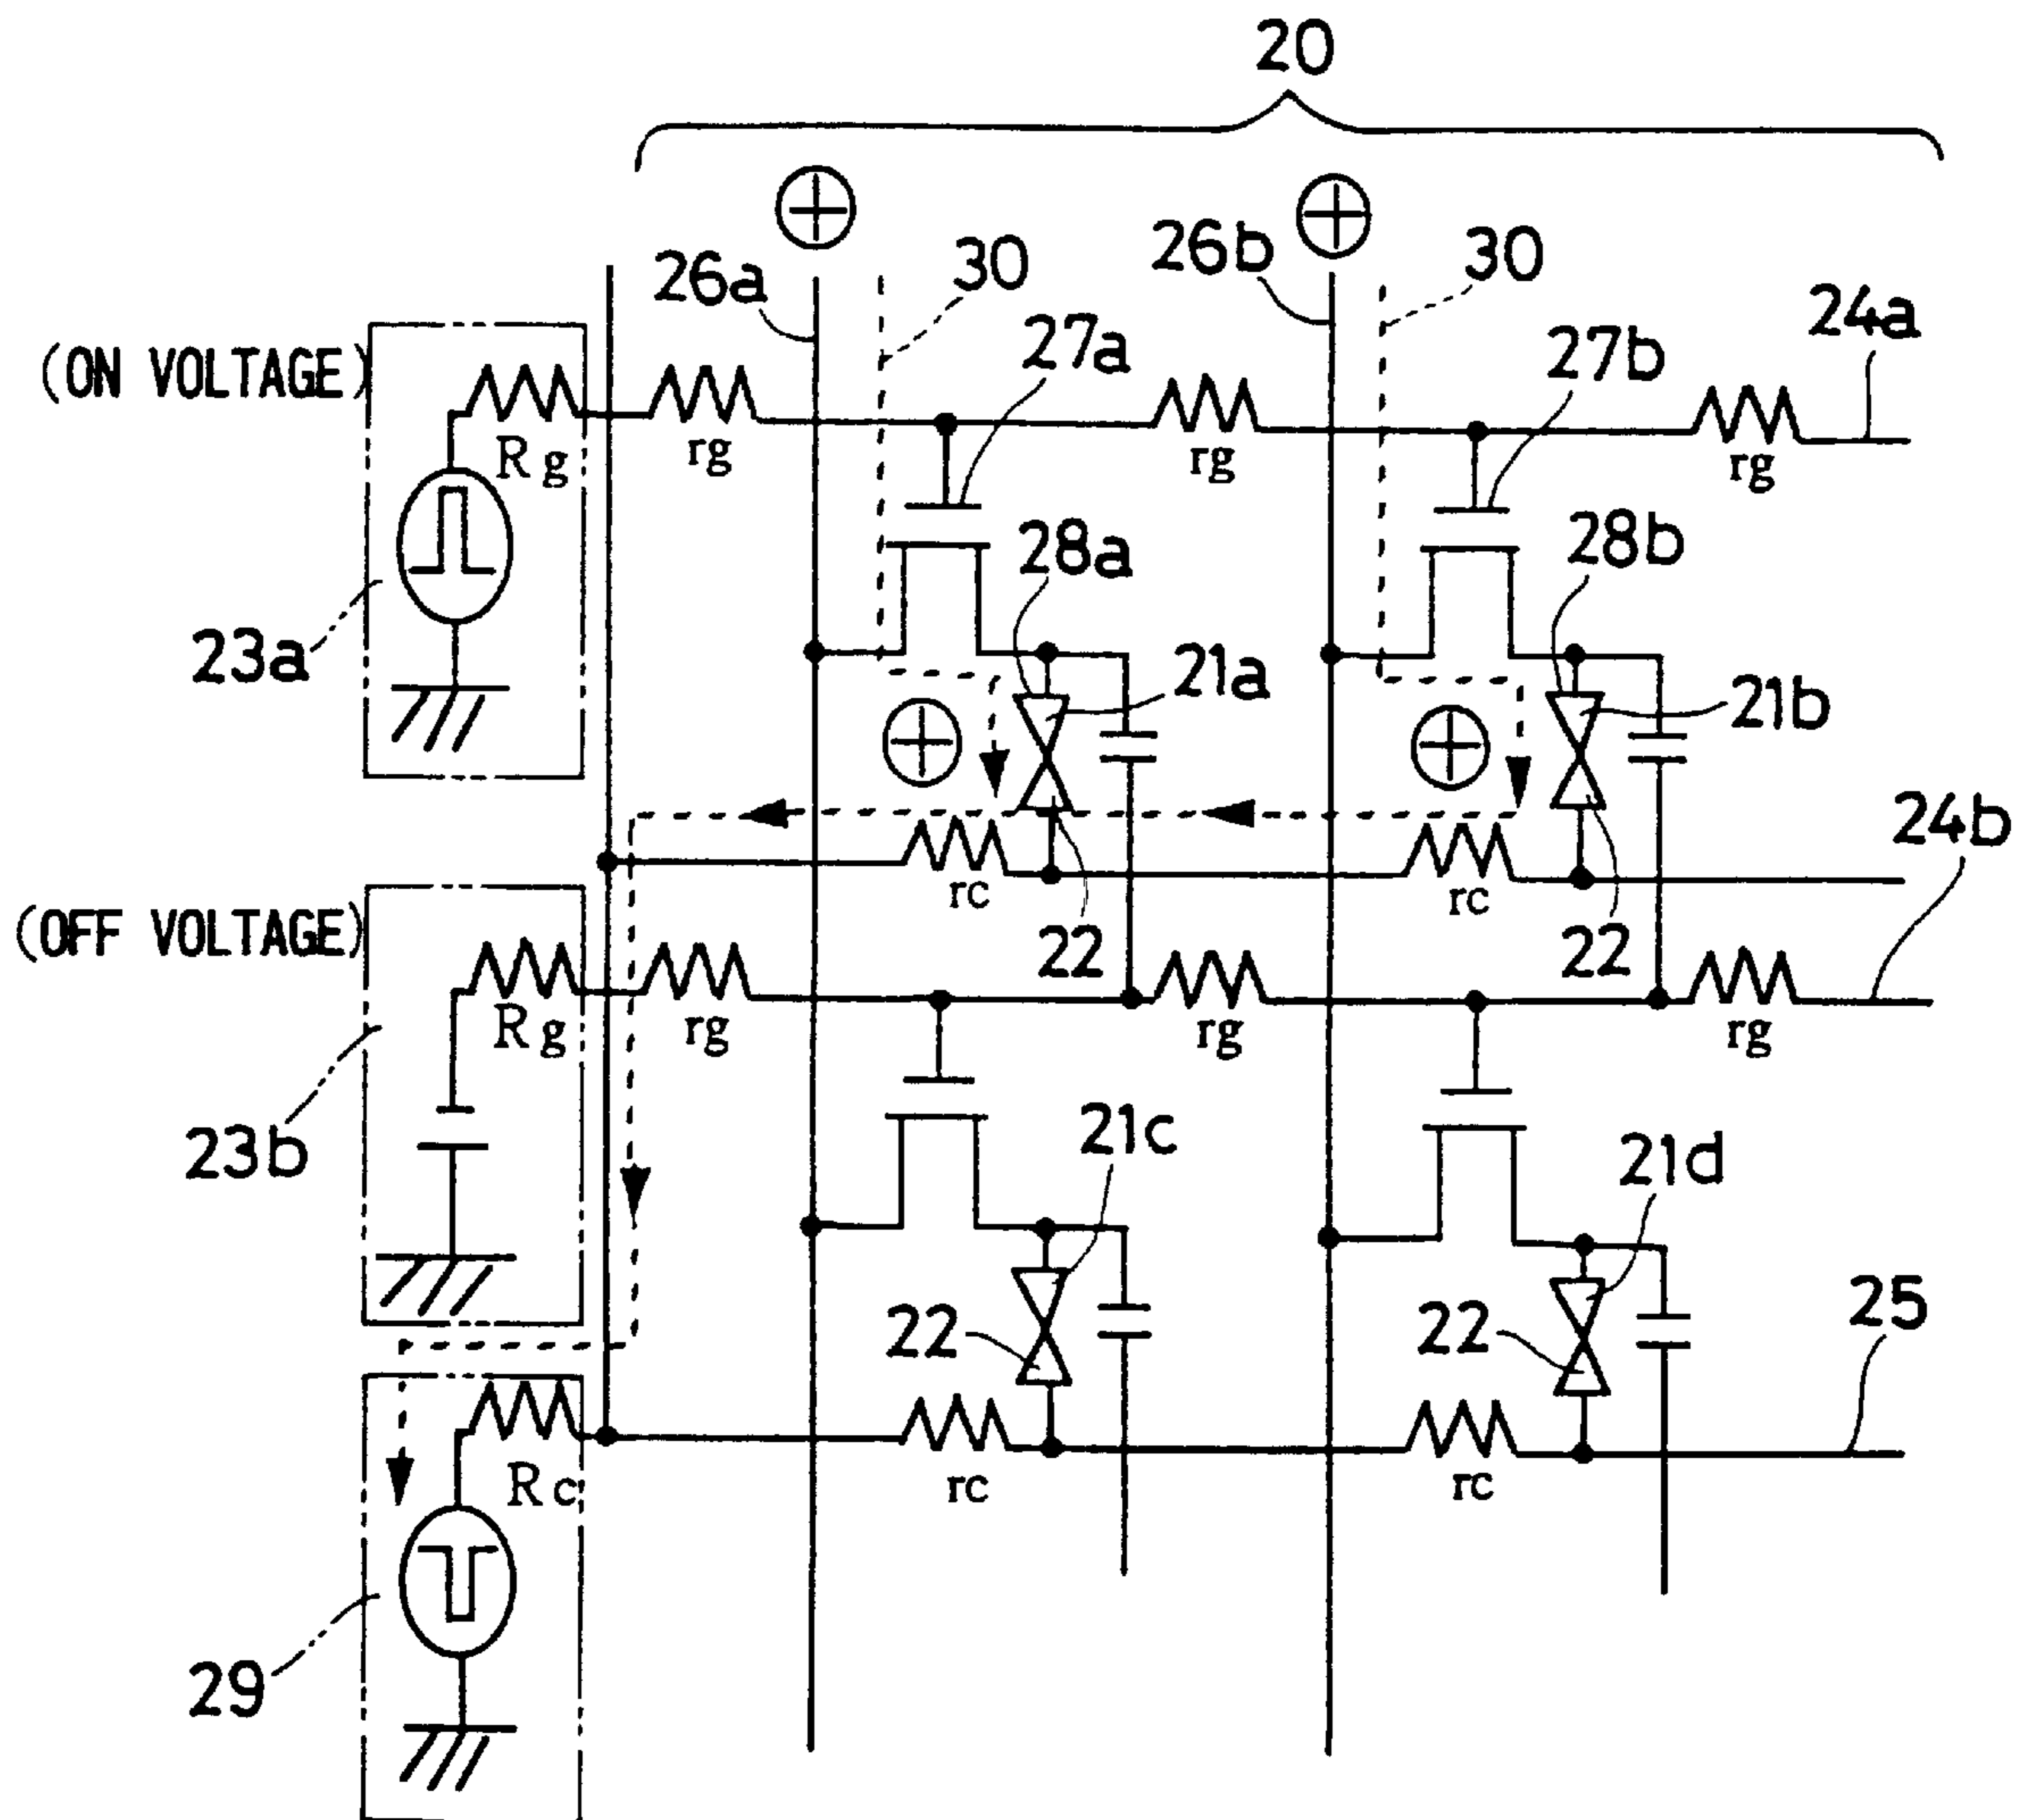 20
26a
30
26b
30
24a
(ON VOLTAGE)
27a
27b
Rg
rg
rg
rg
28a
28b
23a
21a
21b
24b
rc
rc
(OFF VOLTAGE)
22
22
Rg
rg
rg
rg
23b
21c
21d
22
22
25
Rc
rc
rc
29